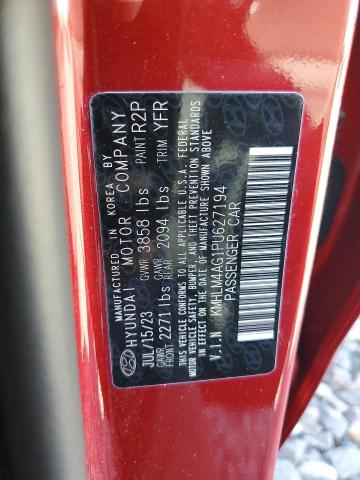 MANUFACTURED IN KOREA BY
HYUNDAI MOTOR COMPANY
JUL/15/23 GVWR 3858 lbs PAINT R2P
GAWR FRONT 2271 lbs GAWR REAR 2094 lbs TRIM YFR
THIS VEHICLE CONFORMS TO ALL APPLICABLE U.S.A. FEDERAL
MOTOR VEHICLE SAFETY, BUMPER, AND THEFT PREVENTION STANDARDS
IN EFFECT ON THE DATE OF MANUFACTURE SHOWN ABOVE
V.I.N KMHLM4AG1PU627194
PASSENGER CAR